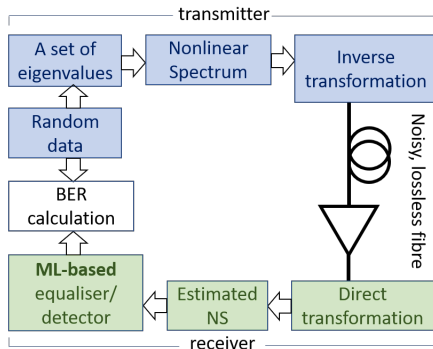 transmitter
A set of
eigenvalues
Nonlinear
Spectrum
Inverse
transformation
Random
data
Noisy, lossless fibre
BER
calculation
ML-based
equaliser/
detector
Estimated
NS
Direct
transformation
receiver